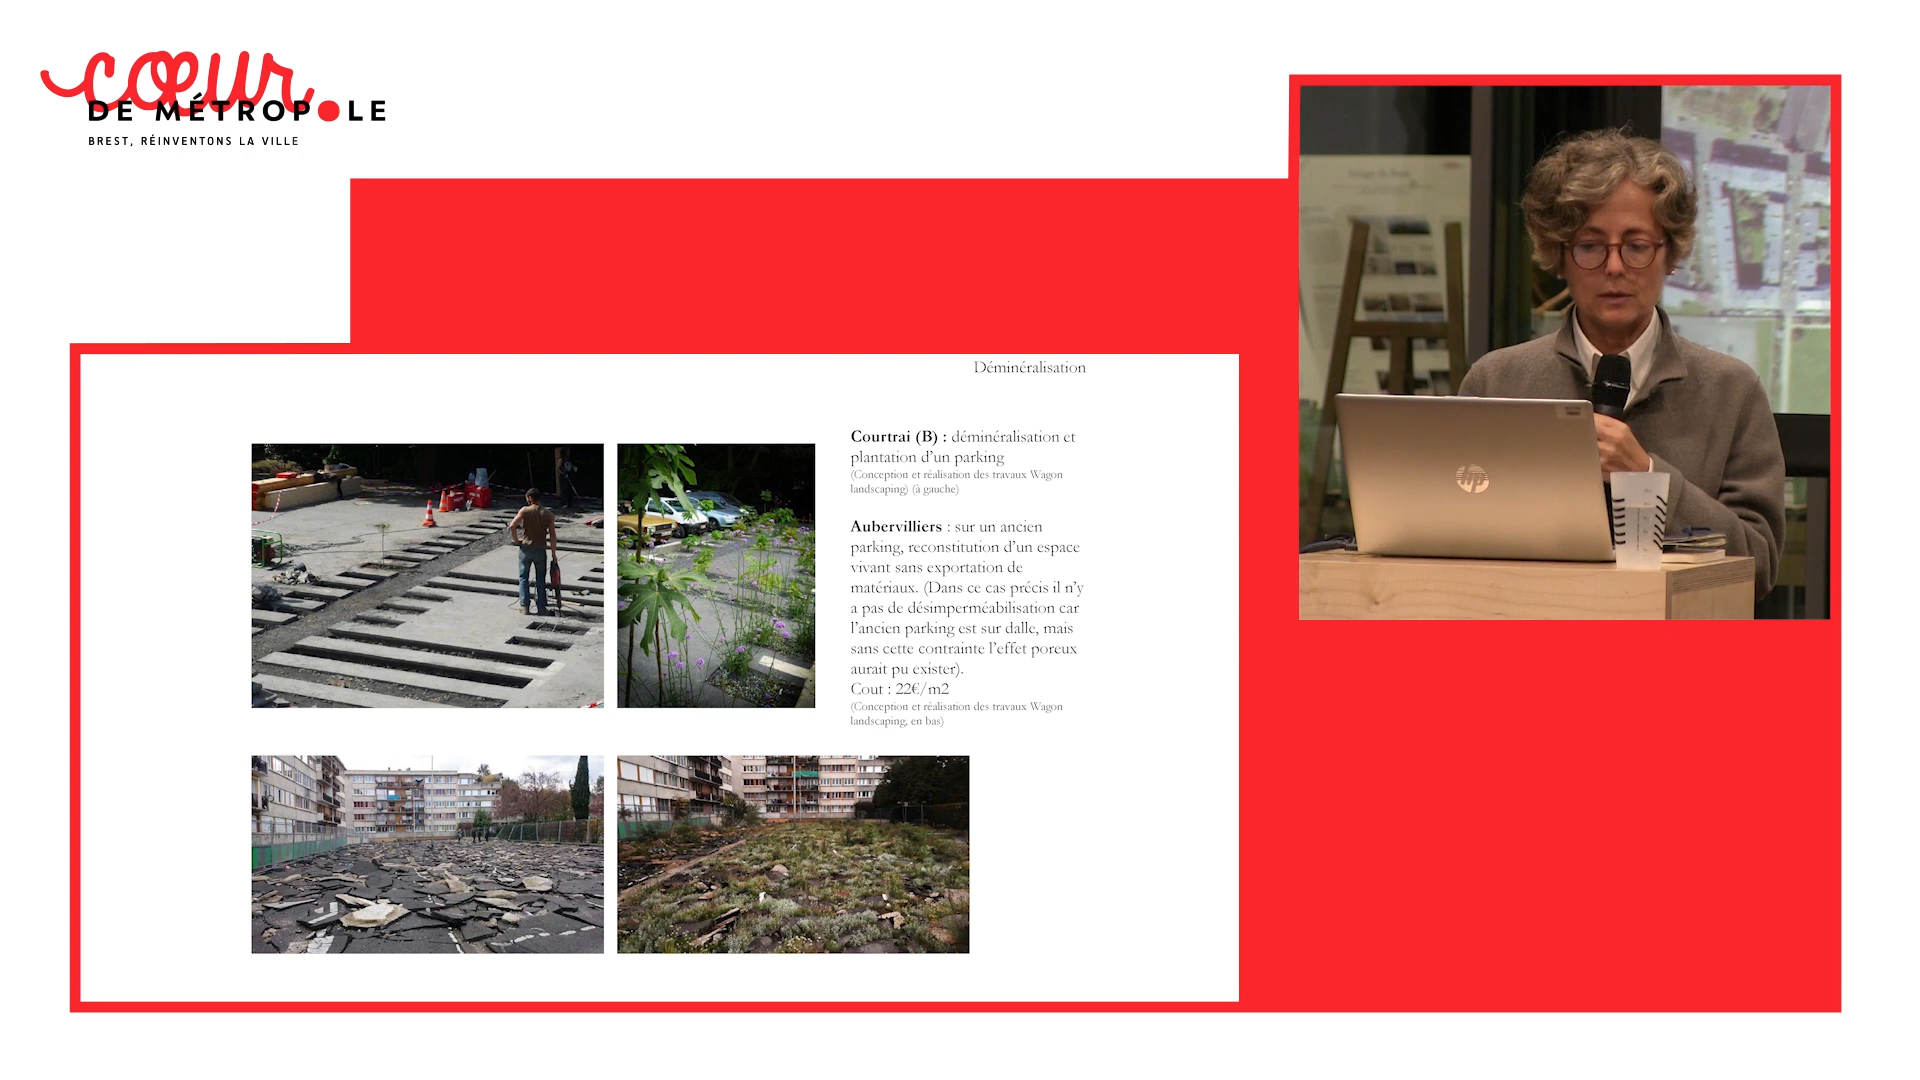 cœur
DE MÉTROPOLE
BREST, RÉINVENTONS LA VILLE
Déminéralisation
Courtrai (B) : déminéralisation et
plantation d'un parking
(Conception et réalisation des travaux Wagon
landscaping) (à gauche)
Aubervilliers : sur un ancien
parking, reconstitution d'un espace
vivant sans exportation de
matériaux. (Dans ce cas précis il n'y
a pas de désimperméabilisation car
l'ancien parking est sur dalle, mais
sans cette contrainte l'effet poreux
aurait pu exister).
Cout : 22€/m2
(Conception et réalisation des travaux Wagon
landscaping, en bas)
hp